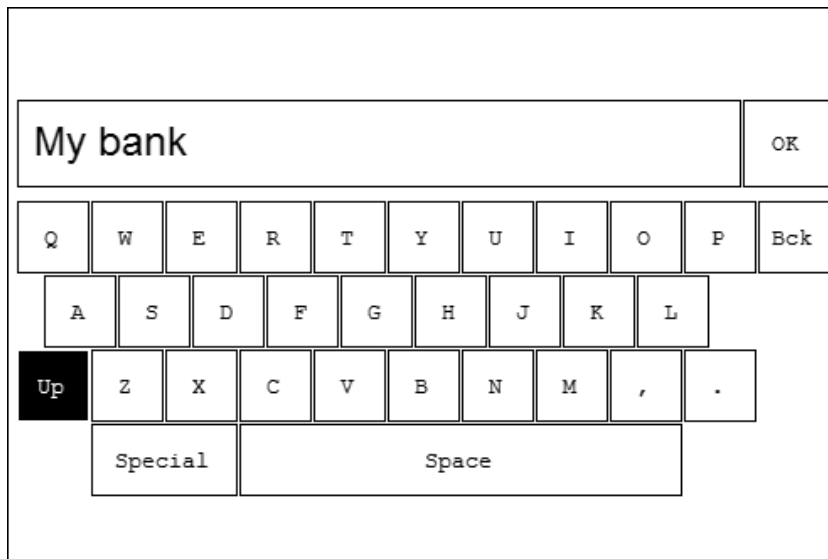 My bank OK
Q W E R T Y U I O P Bck
A S D F G H J K L
Up Z X C V B N M , .
Special Space